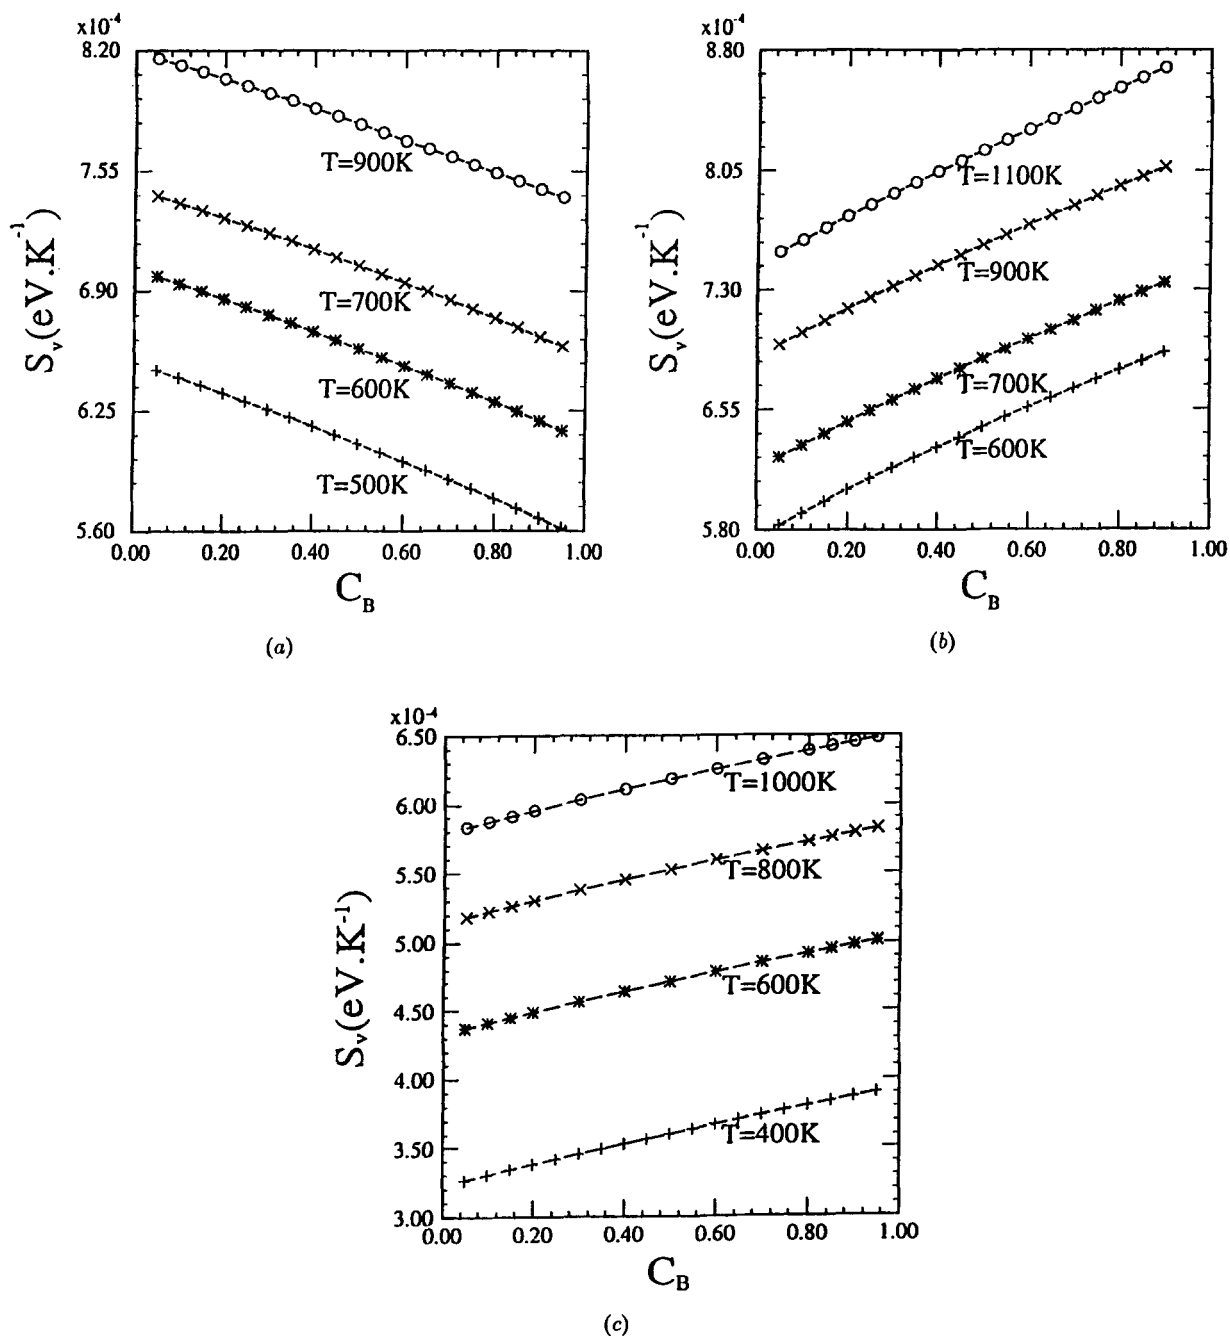 x10^-4
8.20
7.55
6.90
6.25
5.60
S_v(eV.K^-1)
T=900K
T=700K
T=600K
T=500K
0.00 0.20 0.40 0.60 0.80 1.00
C_B
(a)
x10^-4
8.80
8.05
7.30
6.55
5.80
S_v(eV.K^-1)
T=1100K
T=900K
T=700K
T=600K
0.00 0.20 0.40 0.60 0.80 1.00
C_B
(b)
x10^-4
6.50
6.00
5.50
5.00
4.50
4.00
3.50
3.00
S_v(eV.K^-1)
T=1000K
T=800K
T=600K
T=400K
0.00 0.20 0.40 0.60 0.80 1.00
C_B
(c)